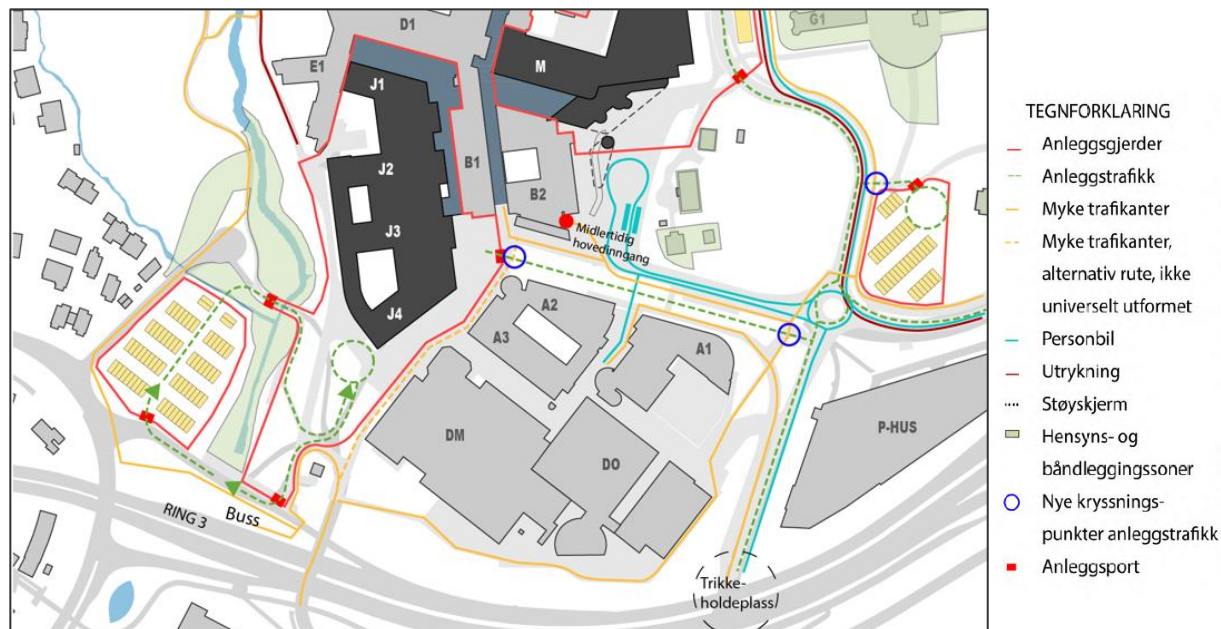 D1
G1
E1
J1
M
J2
B1
B2
J3
Midlertidig
hovedinngang
J4
A2
A3
A1
DM
DO
P-HUS
RING 3
Buss
Trikke-
holdeplass
TEGNFORKLARING
Anleggsgjerder
Anleggstrafikk
Myke trafikanter
Myke trafikanter,
alternativ rute, ikke
universelt utformet
Personbil
Utrykning
Støyskjerm
Hensyns- og
båndleggingssoner
Nye kryssnings-
punkter anleggstrafikk
Anleggsport